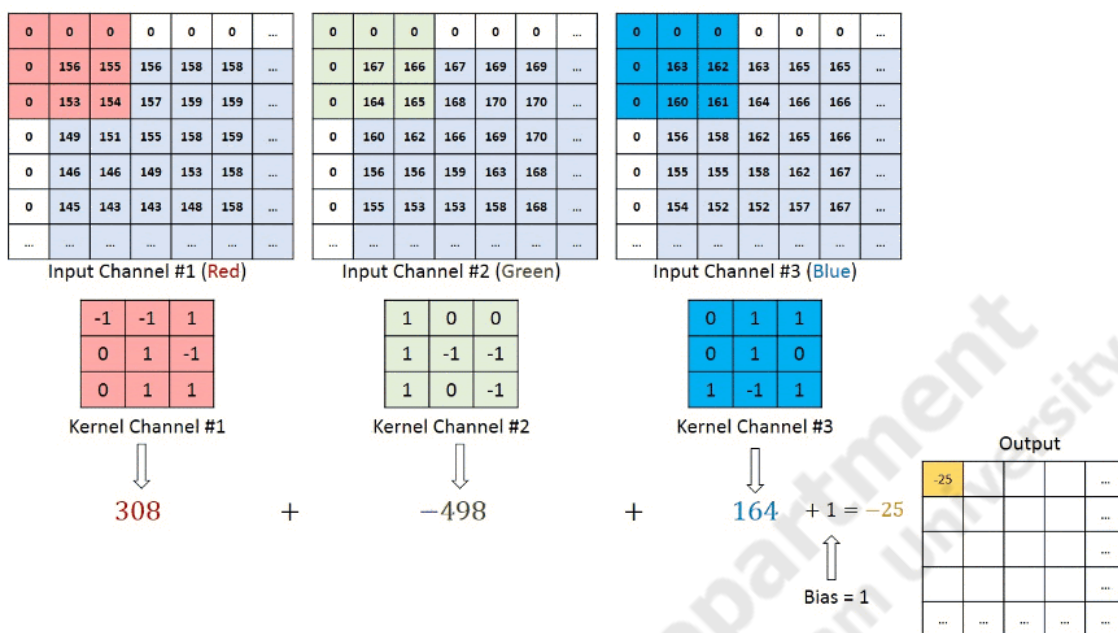 0 0 0 0 0 0 ...
0 156 155 156 158 158 ...
0 153 154 157 159 159 ...
0 149 151 155 158 159 ...
0 146 146 149 153 158 ...
0 145 143 143 148 158 ...
... ... ... ... ... ... ...
Input Channel #1 (Red)
0 0 0 0 0 0 ...
0 167 166 167 169 169 ...
0 164 165 168 170 170 ...
0 160 162 166 169 170 ...
0 156 156 159 163 168 ...
0 155 153 153 158 168 ...
... ... ... ... ... ... ...
Input Channel #2 (Green)
0 0 0 0 0 0 ...
0 163 162 163 165 165 ...
0 160 161 164 166 166 ...
0 156 158 162 165 166 ...
0 155 155 158 162 167 ...
0 154 152 152 157 167 ...
... ... ... ... ... ... ...
Input Channel #3 (Blue)
-1 -1 1
0 1 -1
0 1 1
Kernel Channel #1
1 0 0
1 -1 -1
1 0 -1
Kernel Channel #2
0 1 1
0 1 0
1 -1 1
Kernel Channel #3
308 + −498 + 164 + 1 = −25
Bias = 1
Output
-25 ...
...
...
...
... ... ... ... ...